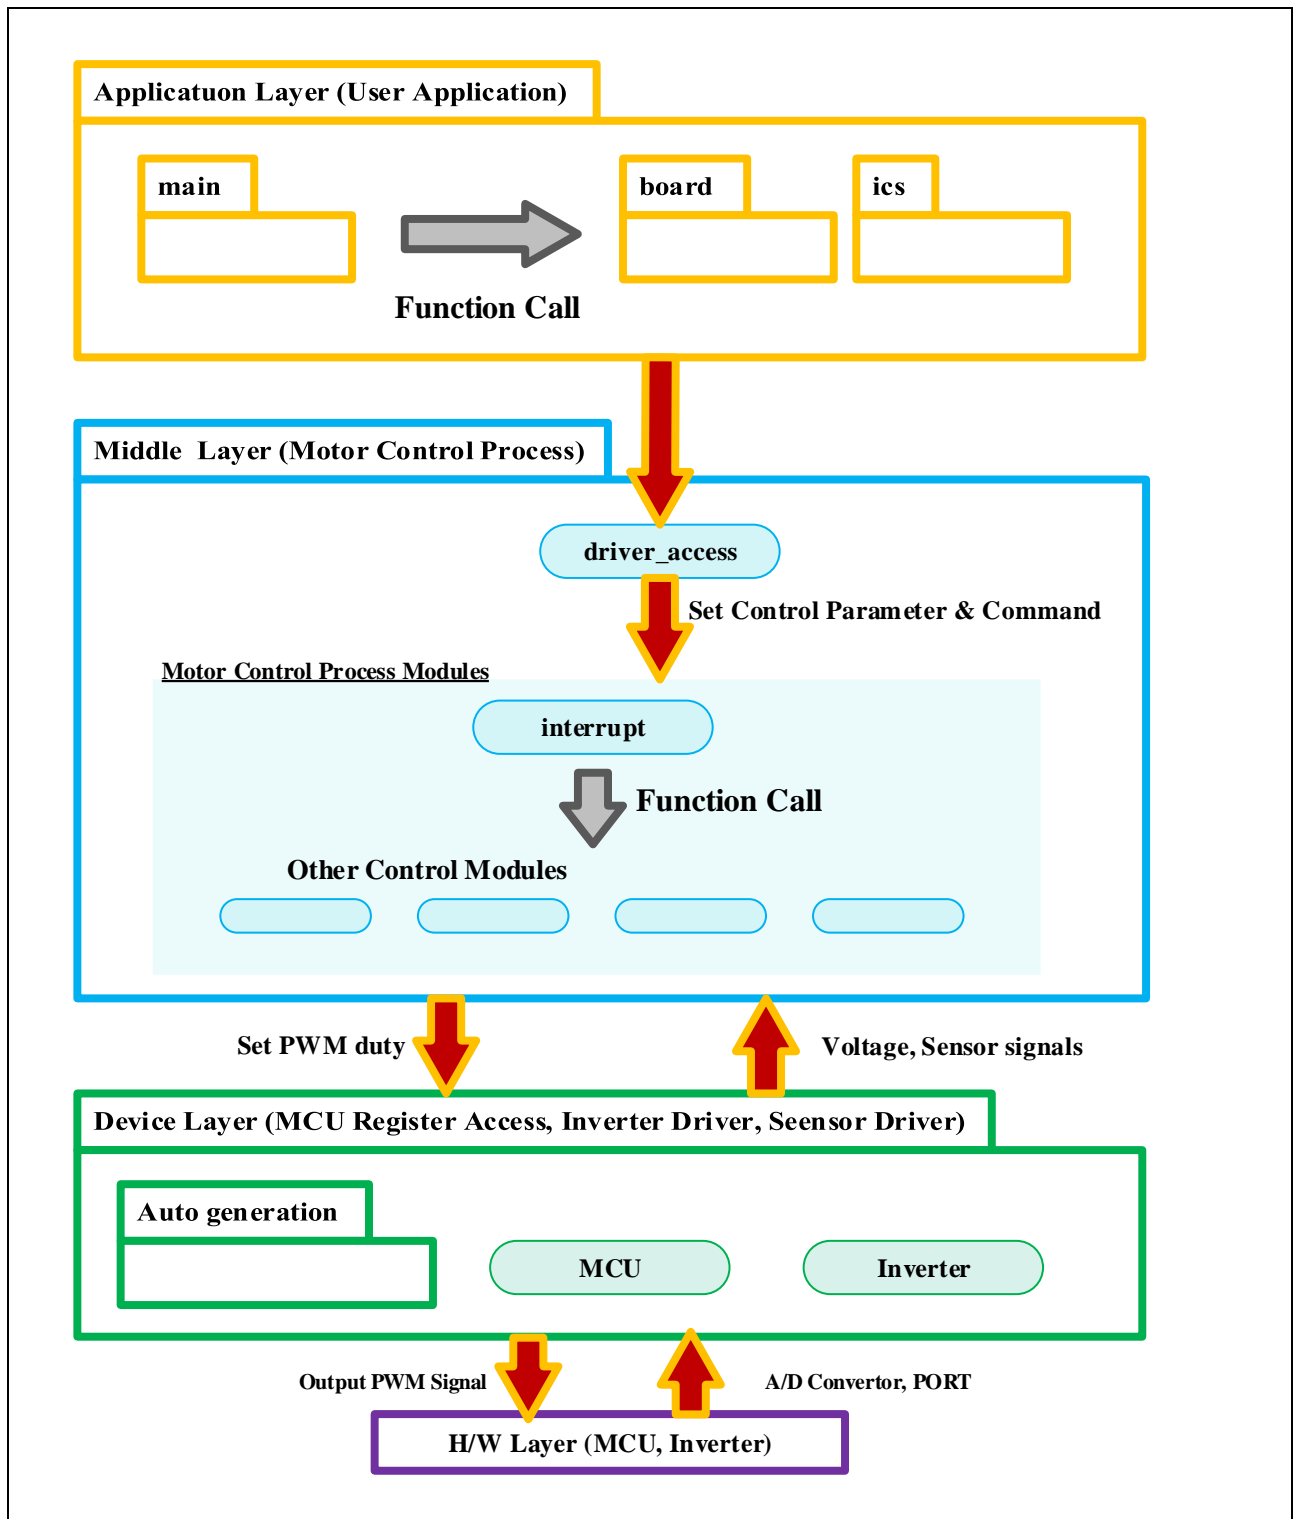 Applicatuon Layer (User Application)
main
board
ics
Function Call
Middle  Layer (Motor Control Process)
driver_access
Set Control Parameter & Command
Motor Control Process Modules
interrupt
Function Call
Other Control Modules
Set PWM duty
Voltage, Sensor signals
Device Layer (MCU Register Access, Inverter Driver, Seensor Driver)
Auto generation
MCU
Inverter
Output PWM Signal
A/D Convertor, PORT
H/W Layer (MCU, Inverter)